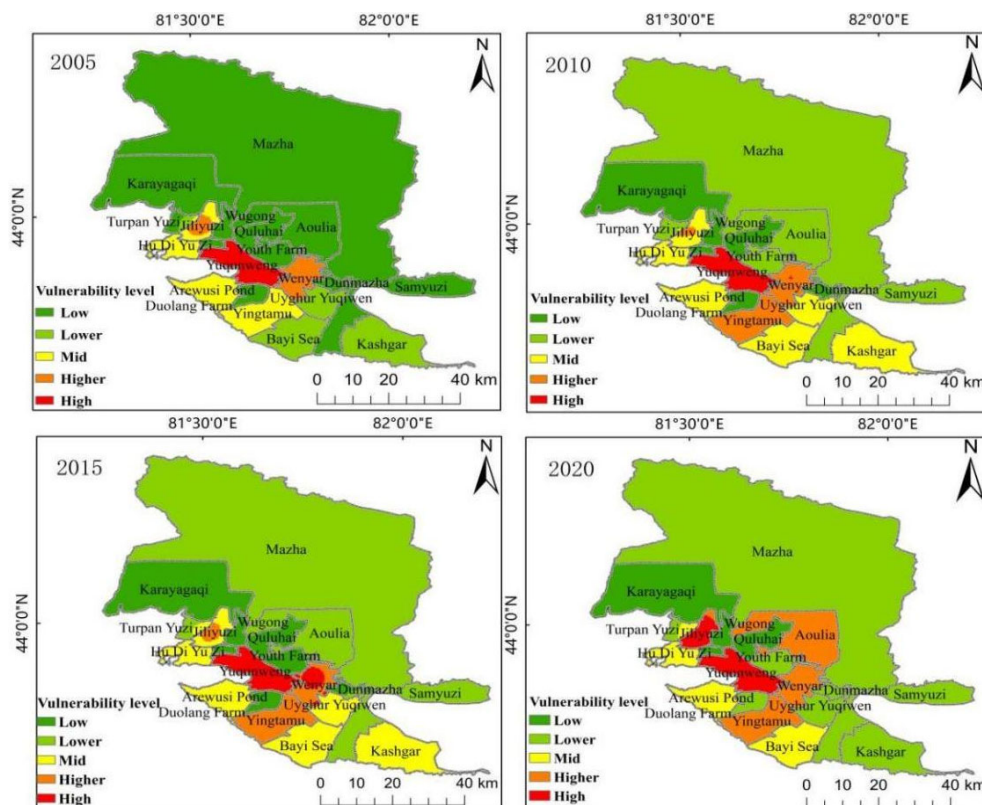 81°30'0"E 82°0'0"E
81°30'0"E 82°0'0"E
2005
N
44°0'0"N
Mazha
Karayagaqi
Turpan Yuzi
Jiliyuzi
Wugong
Quluhai
Aoulia
Hu Di Yu Zi
Youth Farm
Yuqunweng
Wenyar
Dunmazha
Samyuzi
Arewusi Pond
Uyghur Yuqiwen
Duolang Farm
Yingtamu
Bayi Sea
Kashgar
Vulnerability level
Low
Lower
Mid
Higher
High
0 10 20 40 km
2010
N
44°0'0"N
Mazha
Karayagaqi
Turpan Yuzi
Jiliyuzi
Wugong
Quluhai
Aoulia
Hu Di Yu Zi
Youth Farm
Yuqunweng
Wenyar
Dunmazha
Samyuzi
Arewusi Pond
Uyghur Yuqiwen
Duolang Farm
Yingtamu
Bayi Sea
Kashgar
Vulnerability level
Low
Lower
Mid
Higher
High
0 10 20 40 km
81°30'0"E 82°0'0"E
81°30'0"E 82°0'0"E
2015
N
44°0'0"N
Mazha
Karayagaqi
Turpan Yuzi
Jiliyuzi
Wugong
Quluhai
Aoulia
Hu Di Yu Zi
Youth Farm
Yuqunweng
Wenyar
Dunmazha
Samyuzi
Arewusi Pond
Uyghur Yuqiwen
Duolang Farm
Yingtamu
Bayi Sea
Kashgar
Vulnerability level
Low
Lower
Mid
Higher
High
0 10 20 40 km
2020
N
44°0'0"N
Mazha
Karayagaqi
Turpan Yuzi
Jiliyuzi
Wugong
Quluhai
Aoulia
Hu Di Yu Zi
Youth Farm
Yuqunweng
Wenyar
Dunmazha
Samyuzi
Arewusi Pond
Uyghur Yuqiwen
Duolang Farm
Yingtamu
Bayi Sea
Kashgar
Vulnerability level
Low
Lower
Mid
Higher
High
0 10 20 40 km